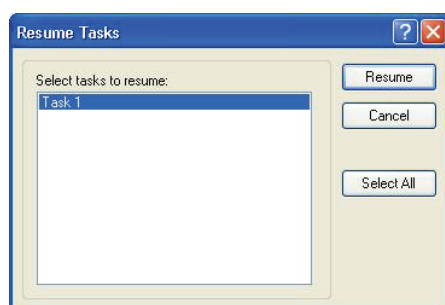 Resume Tasks
Select tasks to resume:
Task 1
Resume
Cancel
Select All